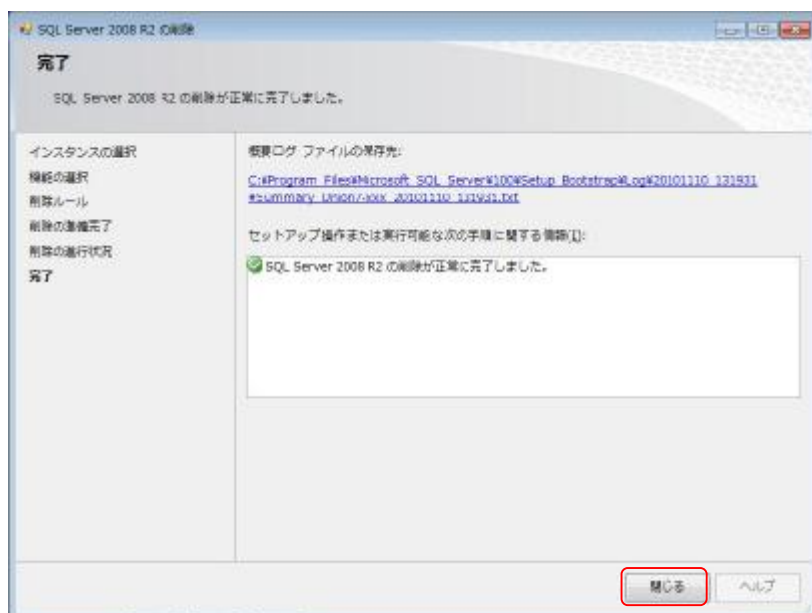 SQL Server 2008 R2 の削除
完了
SQL Server 2008 R2 の削除が正常に完了しました。
インスタンスの選択
機能の選択
削除ルール
削除の準備完了
削除の進行状況
完了
概要ログ ファイルの保存先:
C:¥Program Files¥Microsoft SQL Server¥100¥Setup Bootstrap¥Log¥20101110_131931
セットアップ操作または実行可能な次の手順に関する情報(I):
SQL Server 2008 R2 の削除が正常に完了しました。
閉じる
ヘルプ